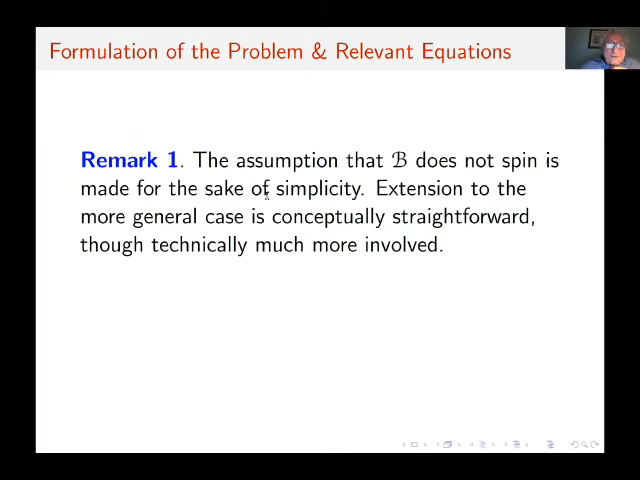 Formulation of the Problem & Relevant Equations
Remark 1. The assumption that ℬ does not spin is
made for the sake of simplicity. Extension to the
more general case is conceptually straightforward,
though technically much more involved.